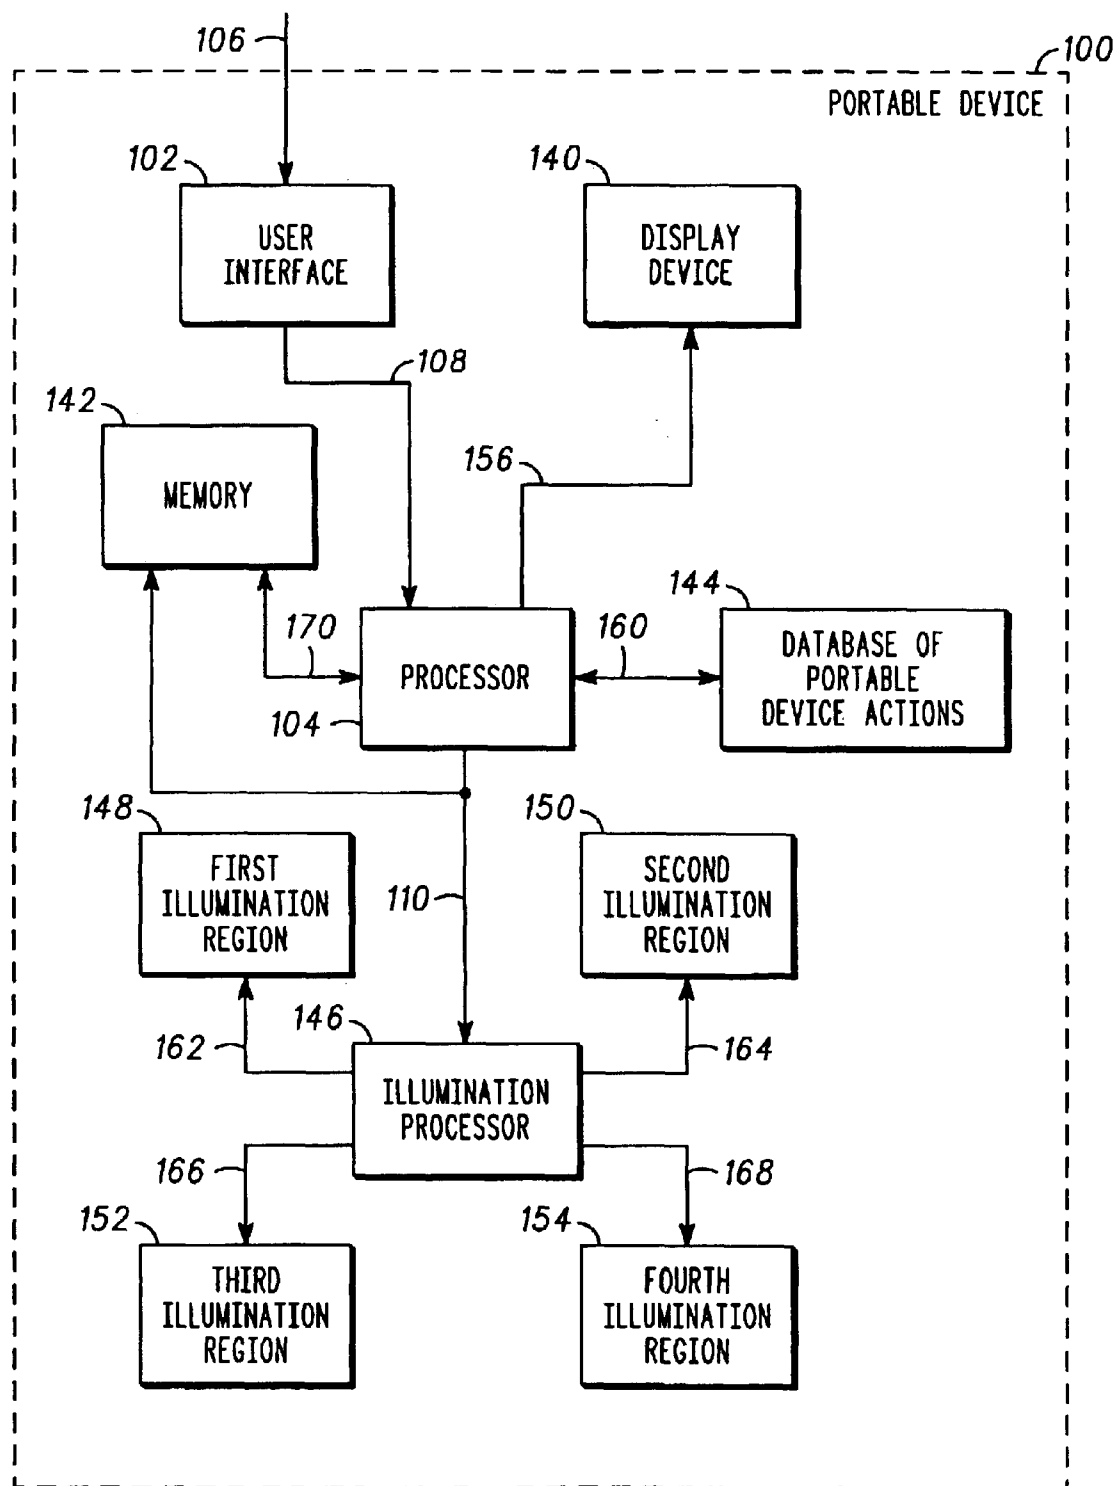 106
100
PORTABLE DEVICE
102
140
USER
INTERFACE
DISPLAY
DEVICE
108
142
156
MEMORY
144
170
160
PROCESSOR
DATABASE OF
PORTABLE
DEVICE ACTIONS
104
148
150
FIRST
ILLUMINATION
REGION
110
SECOND
ILLUMINATION
REGION
146
162
164
ILLUMINATION
PROCESSOR
166
168
152
154
THIRD
ILLUMINATION
REGION
FOURTH
ILLUMINATION
REGION